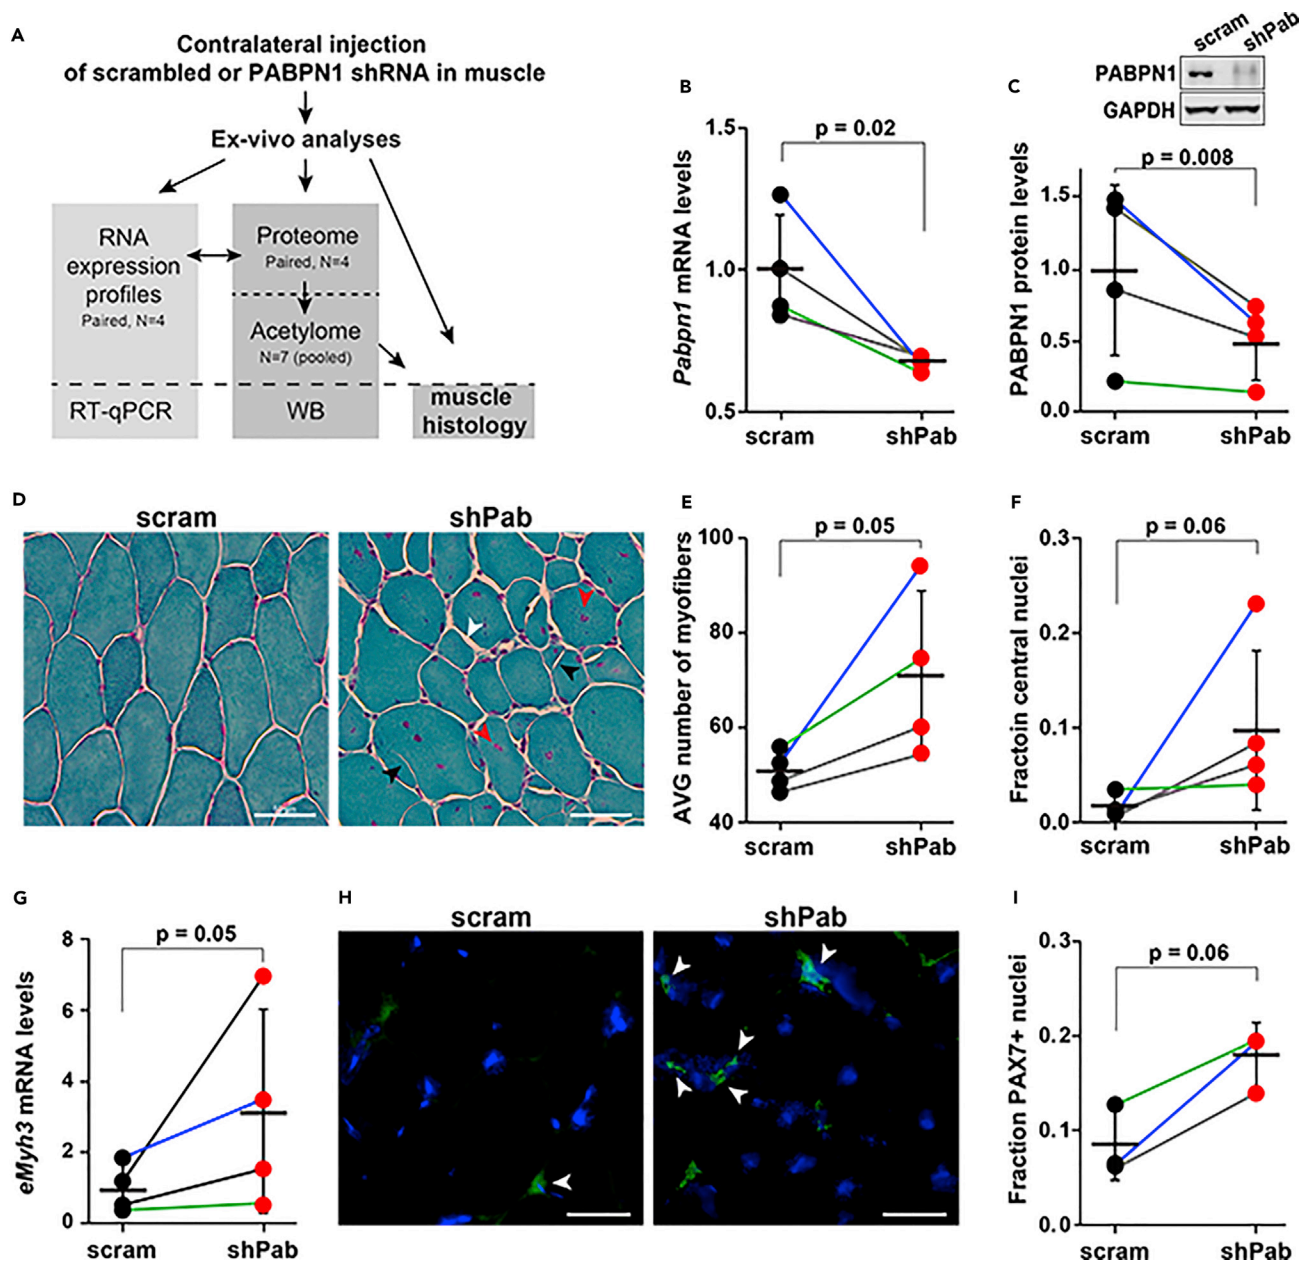 A
Contralateral injection
of scrambled or PABPN1 shRNA in muscle
Ex-vivo analyses
RNA
expression
profiles
Paired, N=4
Proteome
Paired, N=4
Acetylome
N=7 (pooled)
RT-qPCR
WB
muscle
histology
B
p = 0.02
Pabpn1 mRNA levels
1.5
1.0
0.5
scram
shPab
C
scram
shPab
PABPN1
GAPDH
p = 0.008
PABPN1 protein levels
1.5
1.0
0.5
0.0
scram
shPab
D
scram
shPab
E
p = 0.05
AVG number of myofibers
100
80
60
40
scram
shPab
F
p = 0.06
Fractoin central nuclei
0.3
0.2
0.1
0.0
scram
shPab
G
p = 0.05
eMyh3 mRNA levels
8
6
4
2
0
scram
shPab
H
scram
shPab
I
p = 0.06
Fraction PAX7+ nuclei
0.3
0.2
0.1
0.0
scram
shPab